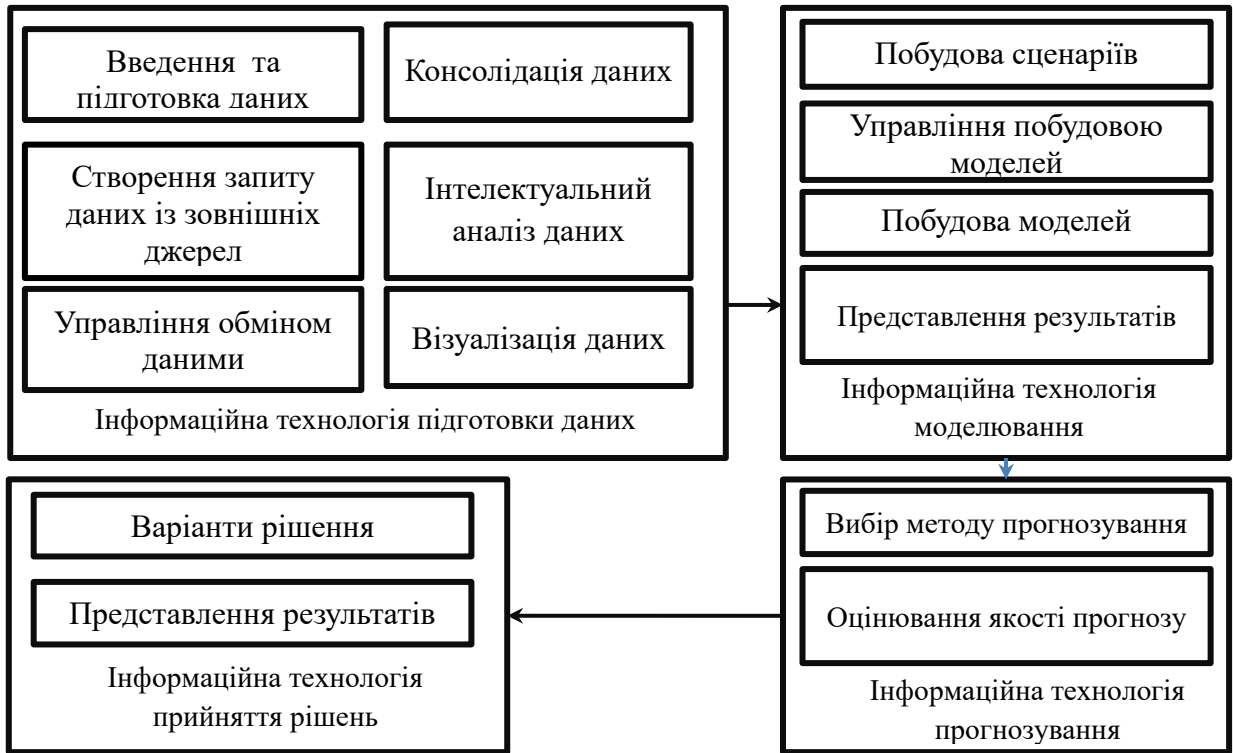 Введення та
підготовка даних
Консолідація даних
Створення запиту
даних із зовнішніх
джерел
Інтелектуальний
аналіз даних
Управління обміном
даними
Візуалізація даних
Інформаційна технологія підготовки даних
Побудова сценаріїв
Управління побудовою
моделей
Побудова моделей
Представлення результатів
Інформаційна технологія
моделювання
Вибір методу прогнозування
Оцінювання якості прогнозу
Інформаційна технологія
прогнозування
Варіанти рішення
Представлення результатів
Інформаційна технологія
прийняття рішень